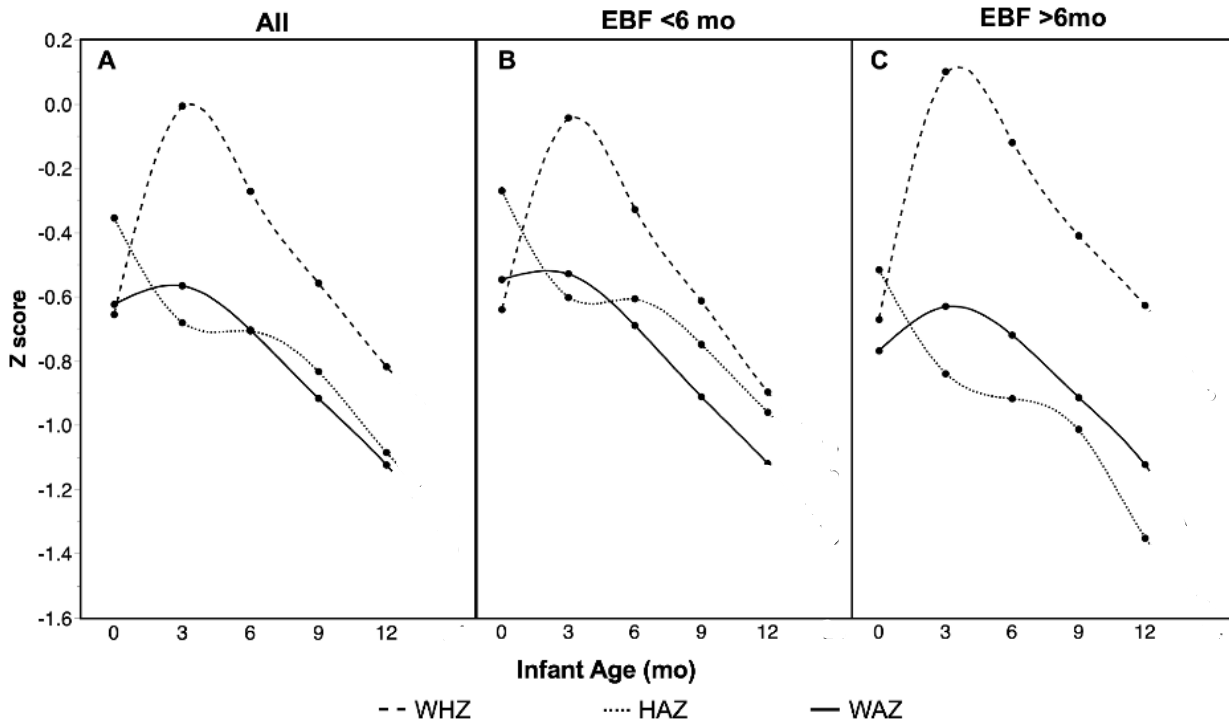 All
EBF <6 mo
EBF >6mo
A
B
C
0.2
0.0
-0.2
-0.4
-0.6
-0.8
-1.0
-1.2
-1.4
-1.6
Z score
0 3 6 9 12
0 3 6 9 12
0 3 6 9 12
Infant Age (mo)
WHZ
HAZ
WAZ